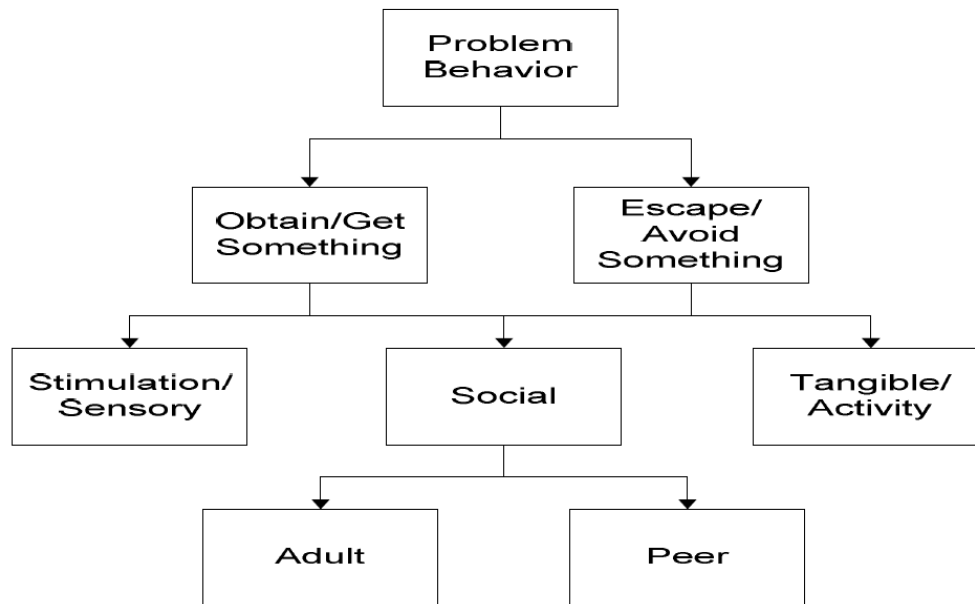 Problem
Behavior
Obtain/Get
Something
Escape/
Avoid
Something
Stimulation/
Sensory
Social
Tangible/
Activity
Adult
Peer